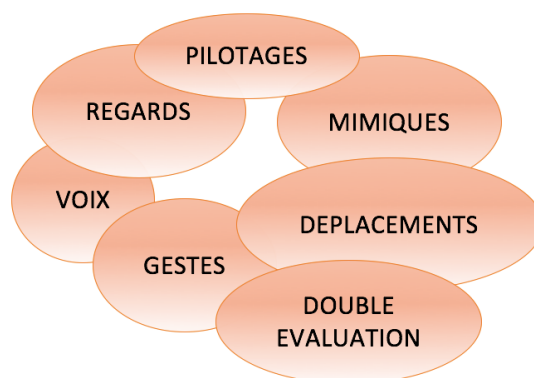 PILOTAGES
REGARDS
MIMIQUES
VOIX
DEPLACEMENTS
GESTES
DOUBLE
EVALUATION